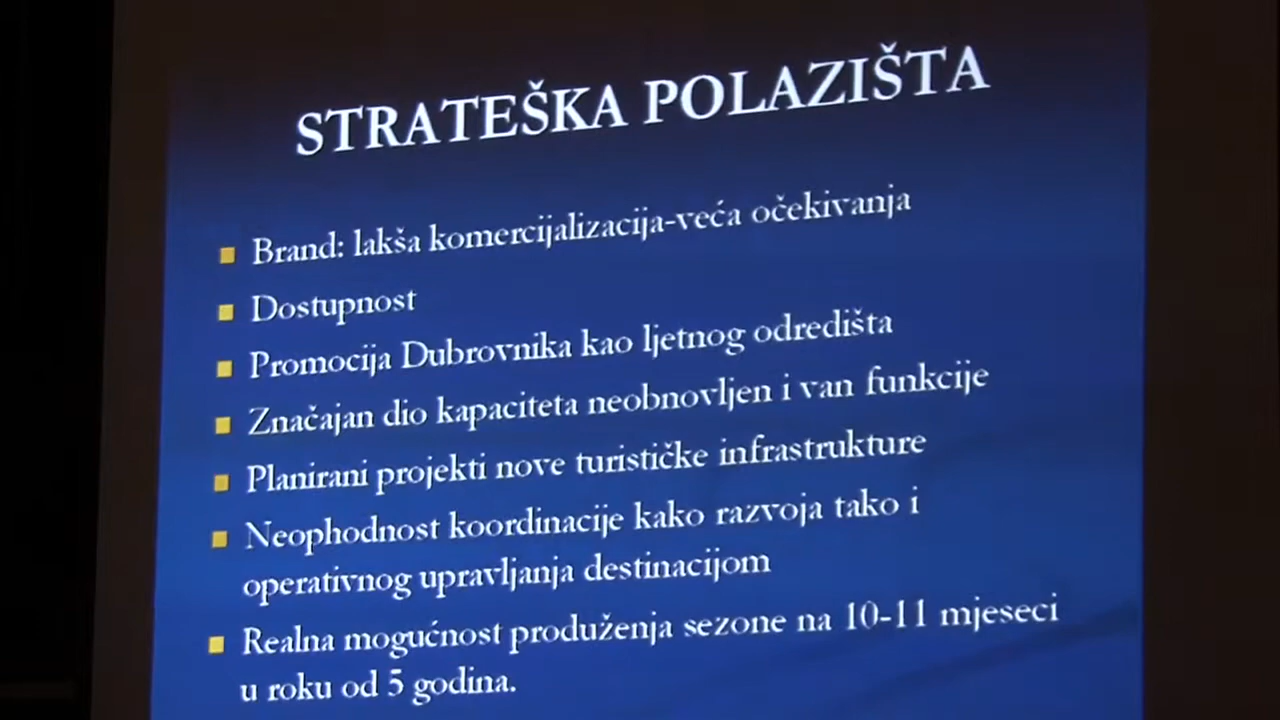 STRATEŠKA POLAZIŠTA
Brand: lakša komercijalizacija-veća očekivanja
Dostupnost
Promocija Dubrovnika kao ljetnog odredišta
Značajan dio kapaciteta neobnovljen i van funkcije
Planirani projekti nove turističke infrastrukture
Neophodnost koordinacije kako razvoja tako i
operativnog upravljanja destinacijom
Realna mogućnost produženja sezone na 10-11 mjeseci
u roku od 5 godina.